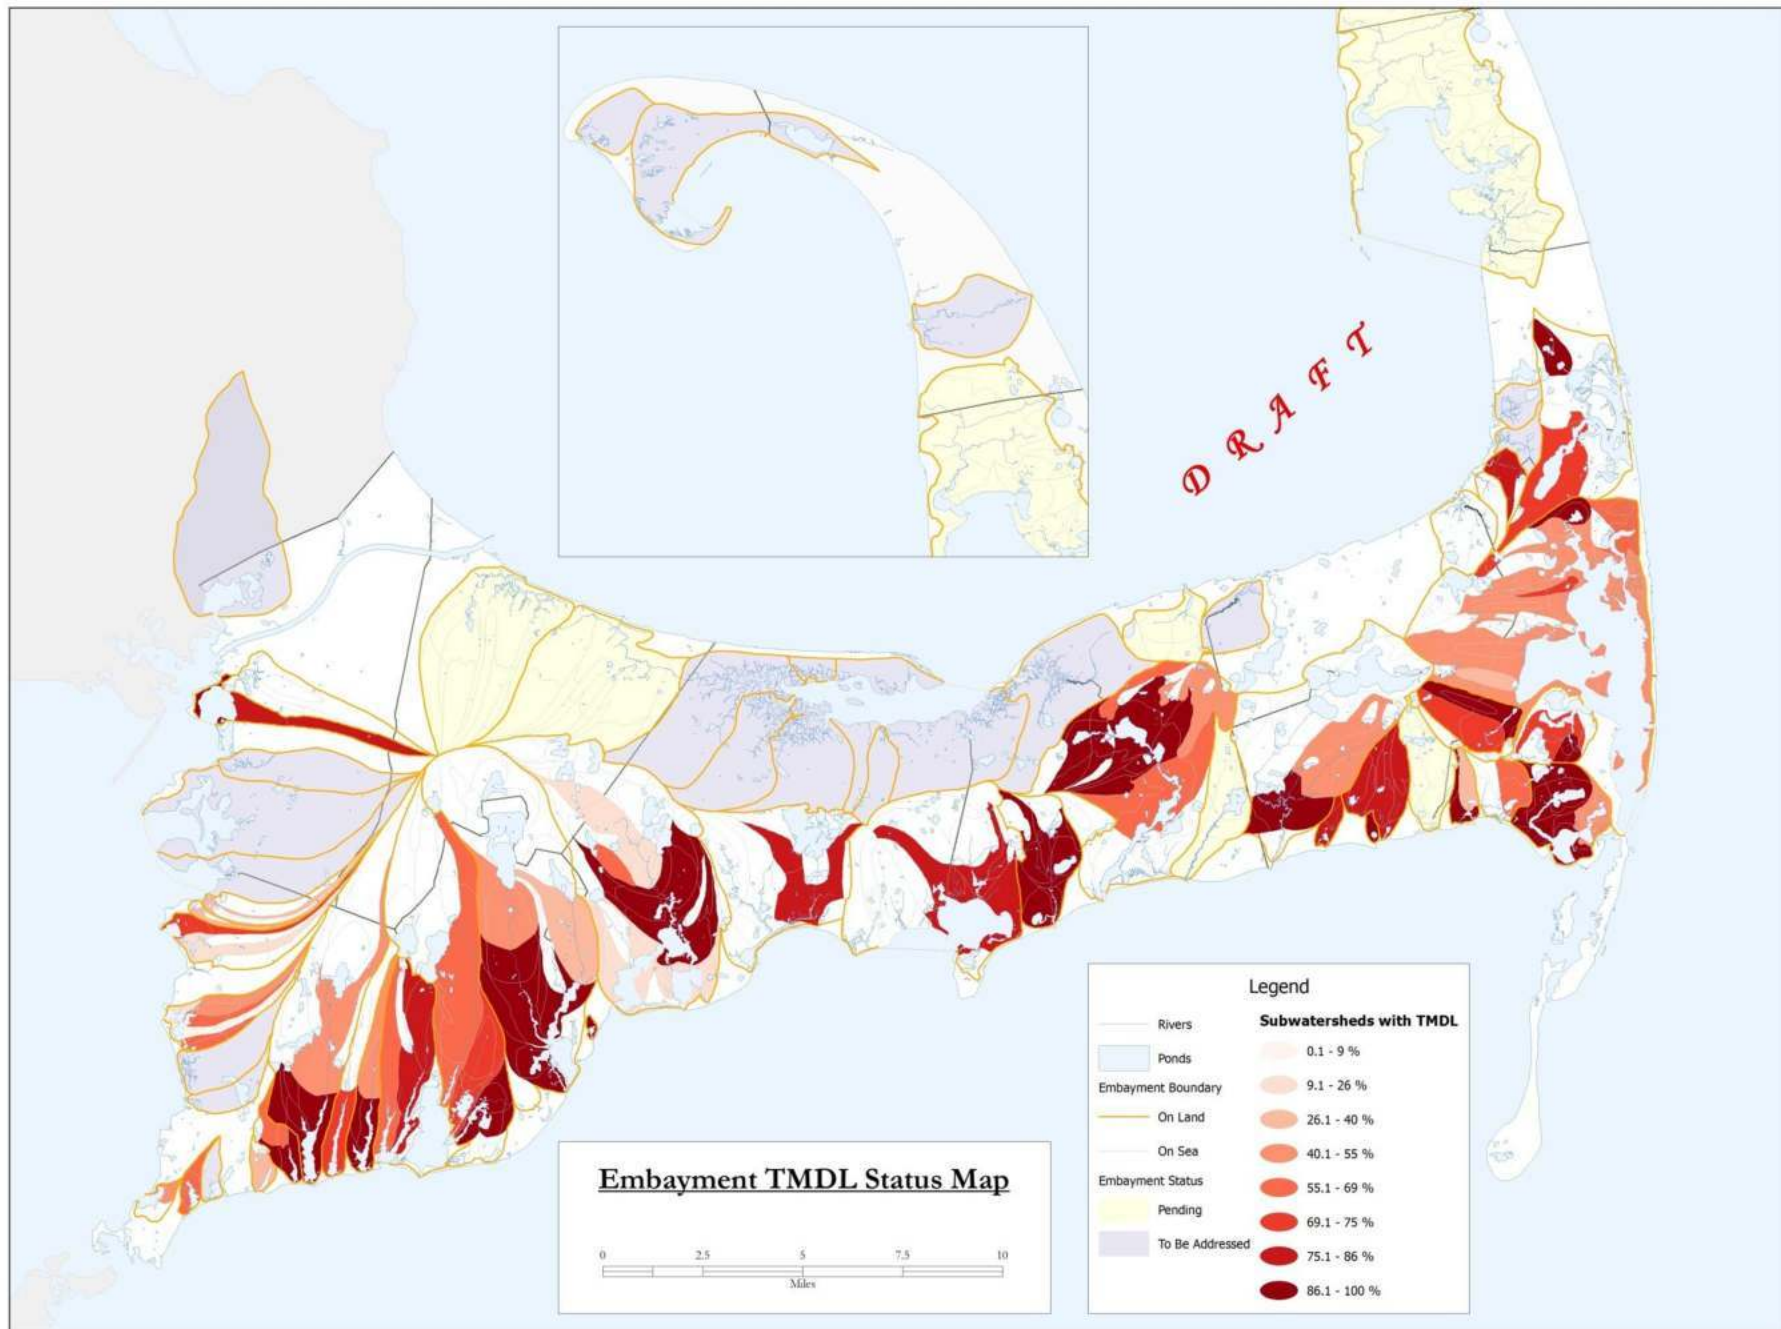 D R A F T
Embayment TMDL Status Map
0 2.5 5 7.5 10
Miles
Legend
Rivers
Ponds
Embayment Boundary
On Land
On Sea
Embayment Status
Pending
To Be Addressed
Subwatersheds with TMDL
0.1 - 9 %
9.1 - 26 %
26.1 - 40 %
40.1 - 55 %
55.1 - 69 %
69.1 - 75 %
75.1 - 86 %
86.1 - 100 %